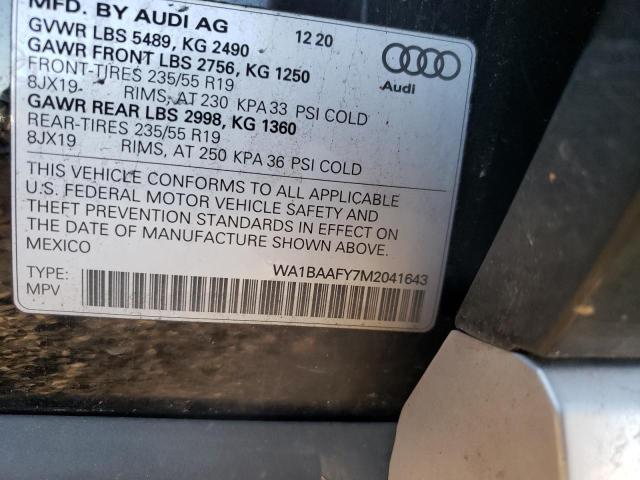 MFD. BY AUDI AG
12 20
GVWR LBS 5489, KG 2490
GAWR FRONT LBS 2756, KG 1250
FRONT-TIRES 235/55 R19
8JX19 RIMS, AT 230 KPA 33 PSI COLD
GAWR REAR LBS 2998, KG 1360
REAR-TIRES 235/55 R19
8JX19 RIMS, AT 250 KPA 36 PSI COLD
Audi
THIS VEHICLE CONFORMS TO ALL APPLICABLE
U.S. FEDERAL MOTOR VEHICLE SAFETY AND
THEFT PREVENTION STANDARDS IN EFFECT ON
THE DATE OF MANUFACTURE SHOWN ABOVE.
MEXICO
WA1BAAFY7M2041643
TYPE:
MPV